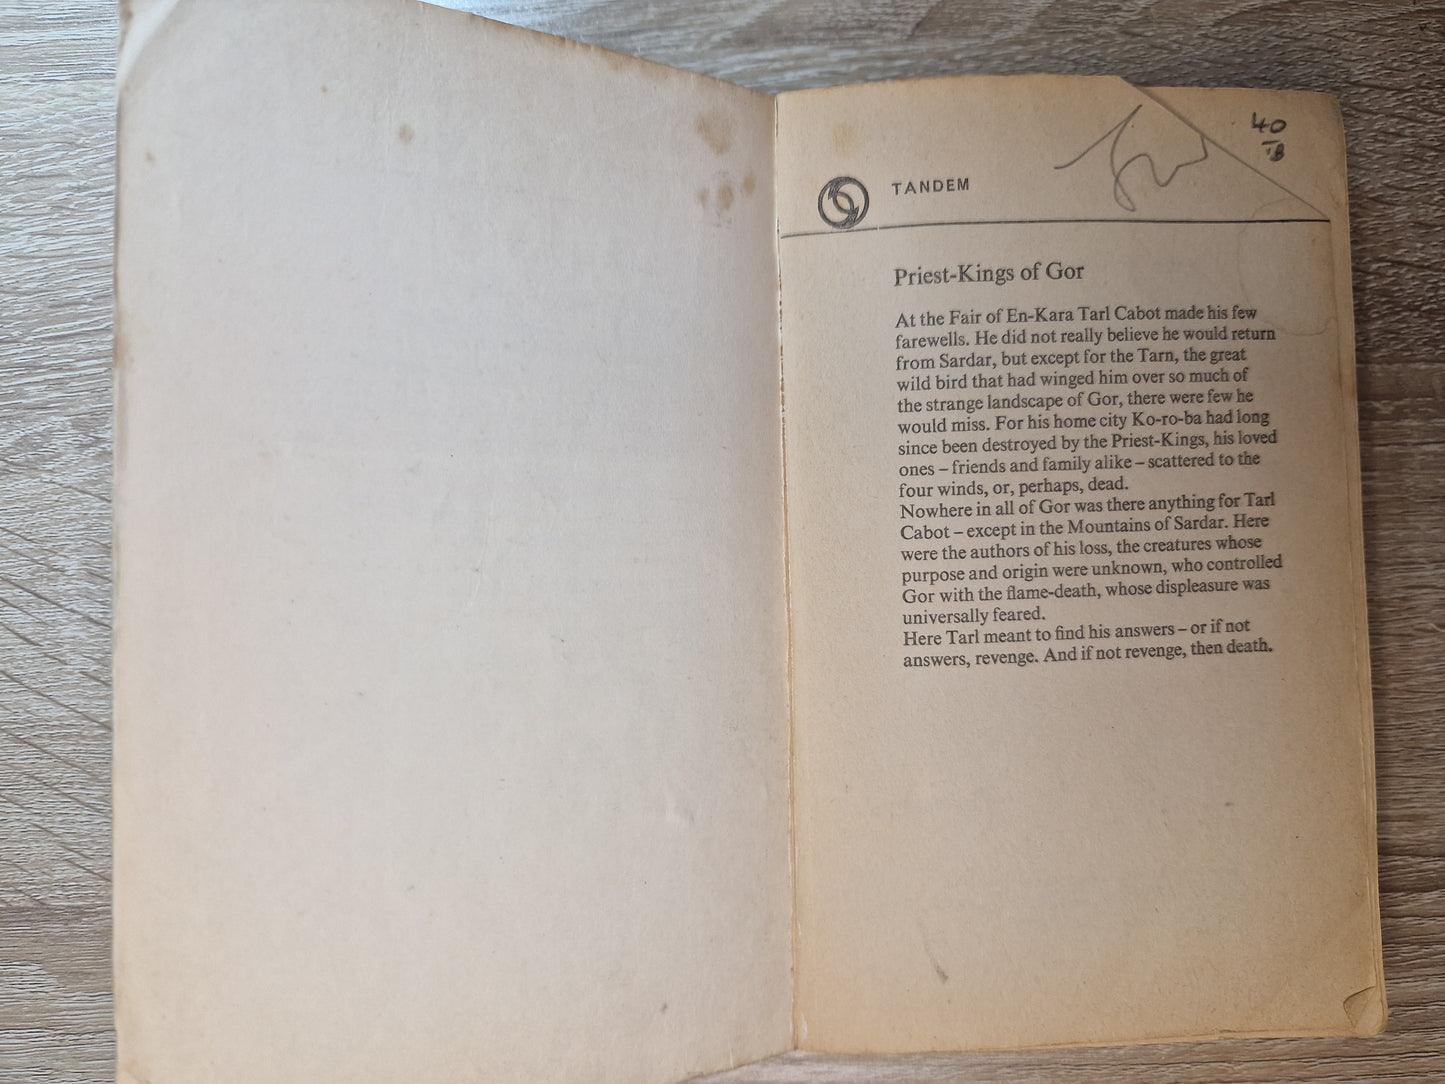 40
TANDEM
Priest-Kings of Gor
At the Fair of En-Kara Tarl Cabot made his few
farewells. He did not really believe he would return
from Sardar, but except for the Tarn, the great
wild bird that had winged him over so much of
the strange landscape of Gor, there were few he
would miss. For his home city Ko-ro-ba had long
since been destroyed by the Priest-Kings, his loved
ones – friends and family alike – scattered to the
four winds, or, perhaps, dead.
Nowhere in all of Gor was there anything for Tarl
Cabot – except in the Mountains of Sardar. Here
were the authors of his loss, the creatures whose
purpose and origin were unknown, who controlled
Gor with the flame-death, whose displeasure was
universally feared.
Here Tarl meant to find his answers – or if not
answers, revenge. And if not revenge, then death.